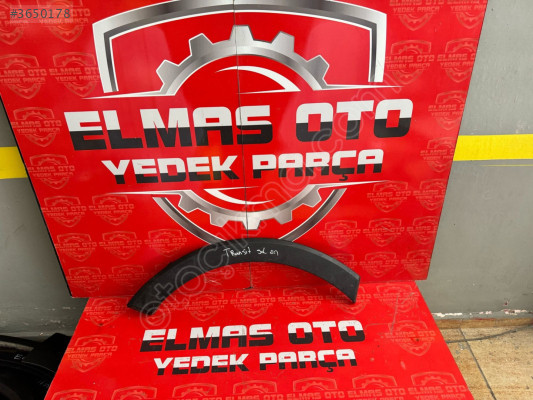 #3650178
ELMAS OTO
YEDEK PARÇA
Transit sol ön
ELMAS OTO
YEDEK PARÇA